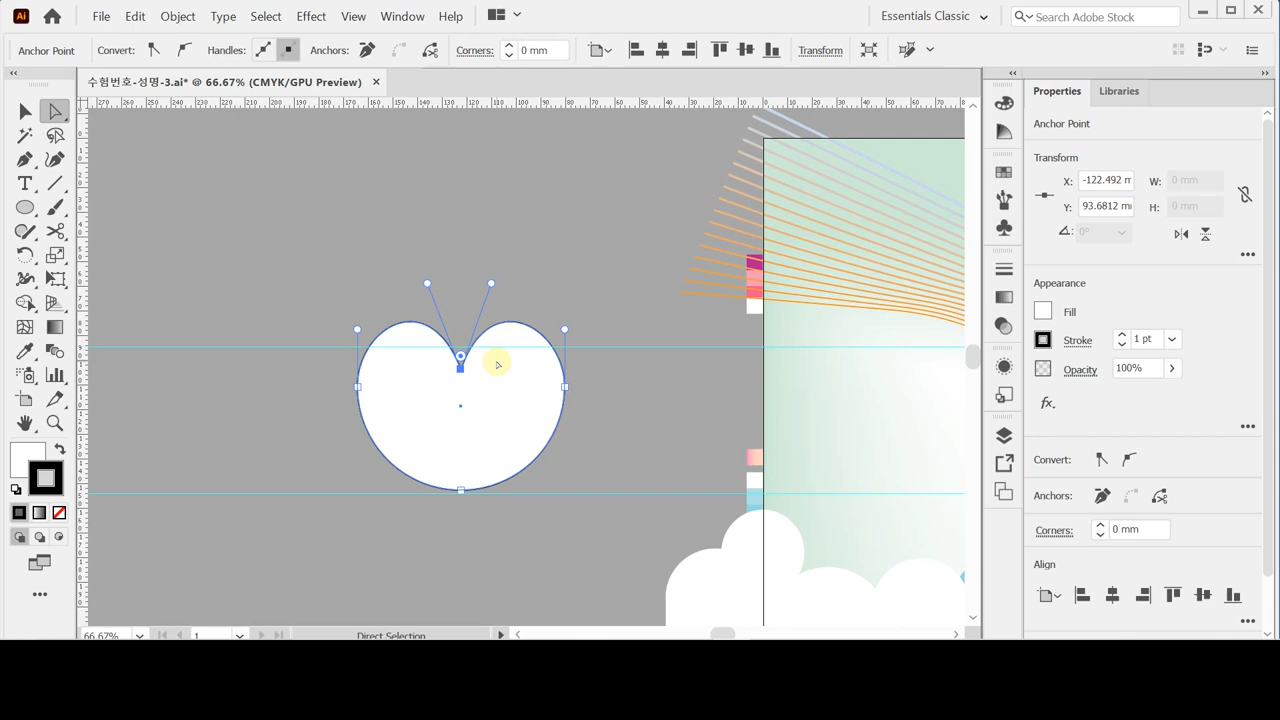 Ai File Edit Object Type Select Effect View Window Help Essentials Classic Search Adobe Stock
Anchor Point Convert: Handles: Anchors: Corners: 0 mm Transform
수험번호-성명-3.ai* @ 66.67% (CMYK/GPU Preview)
Properties Libraries
Anchor Point
Transform
X: -122.492 m W: 0 mm
Y: 93.6812 m H: 0 mm
0°
Appearance
Fill
Stroke 1 pt
Opacity 100%
fx.
Convert:
Anchors:
Corners: 0 mm
Align
66.67% 1 Direct Selection